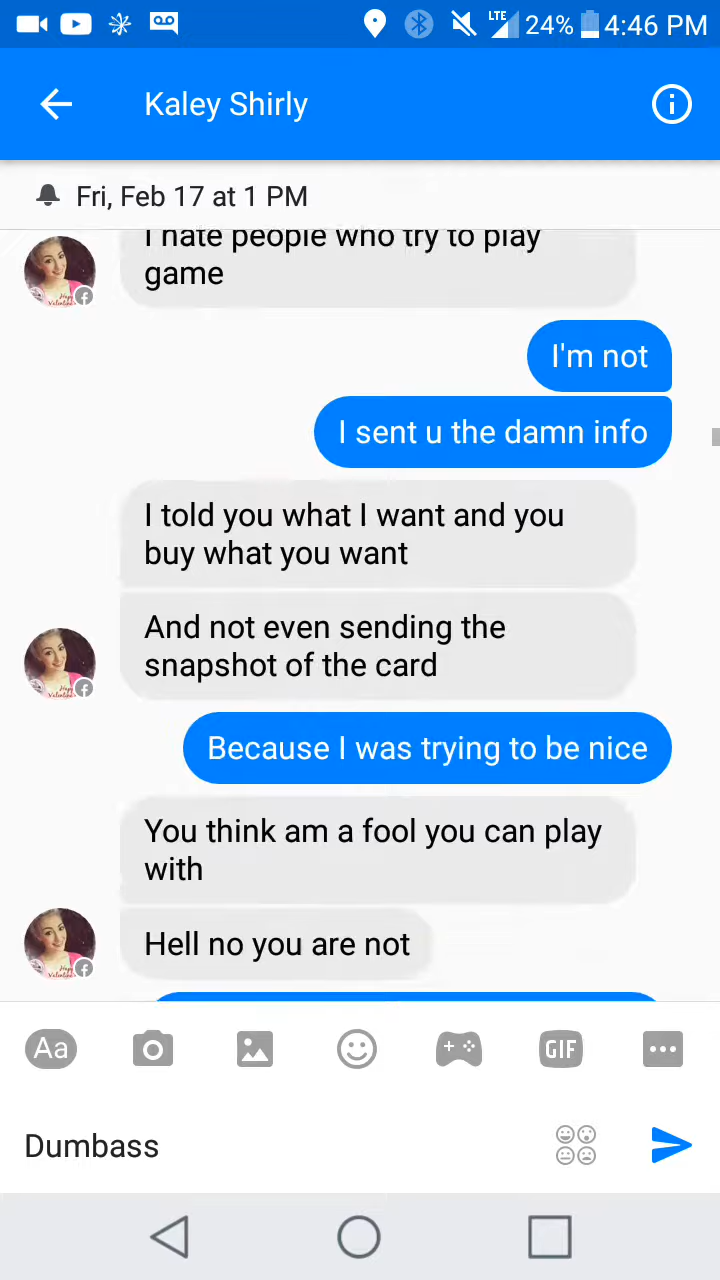 LTE 24% 4:46 PM
Kaley Shirly
Fri, Feb 17 at 1 PM
I hate people who try to play
game
I'm not
I sent u the damn info
I told you what I want and you
buy what you want
And not even sending the
snapshot of the card
Because I was trying to be nice
You think am a fool you can play
with
Hell no you are not
Aa
GIF
Dumbass